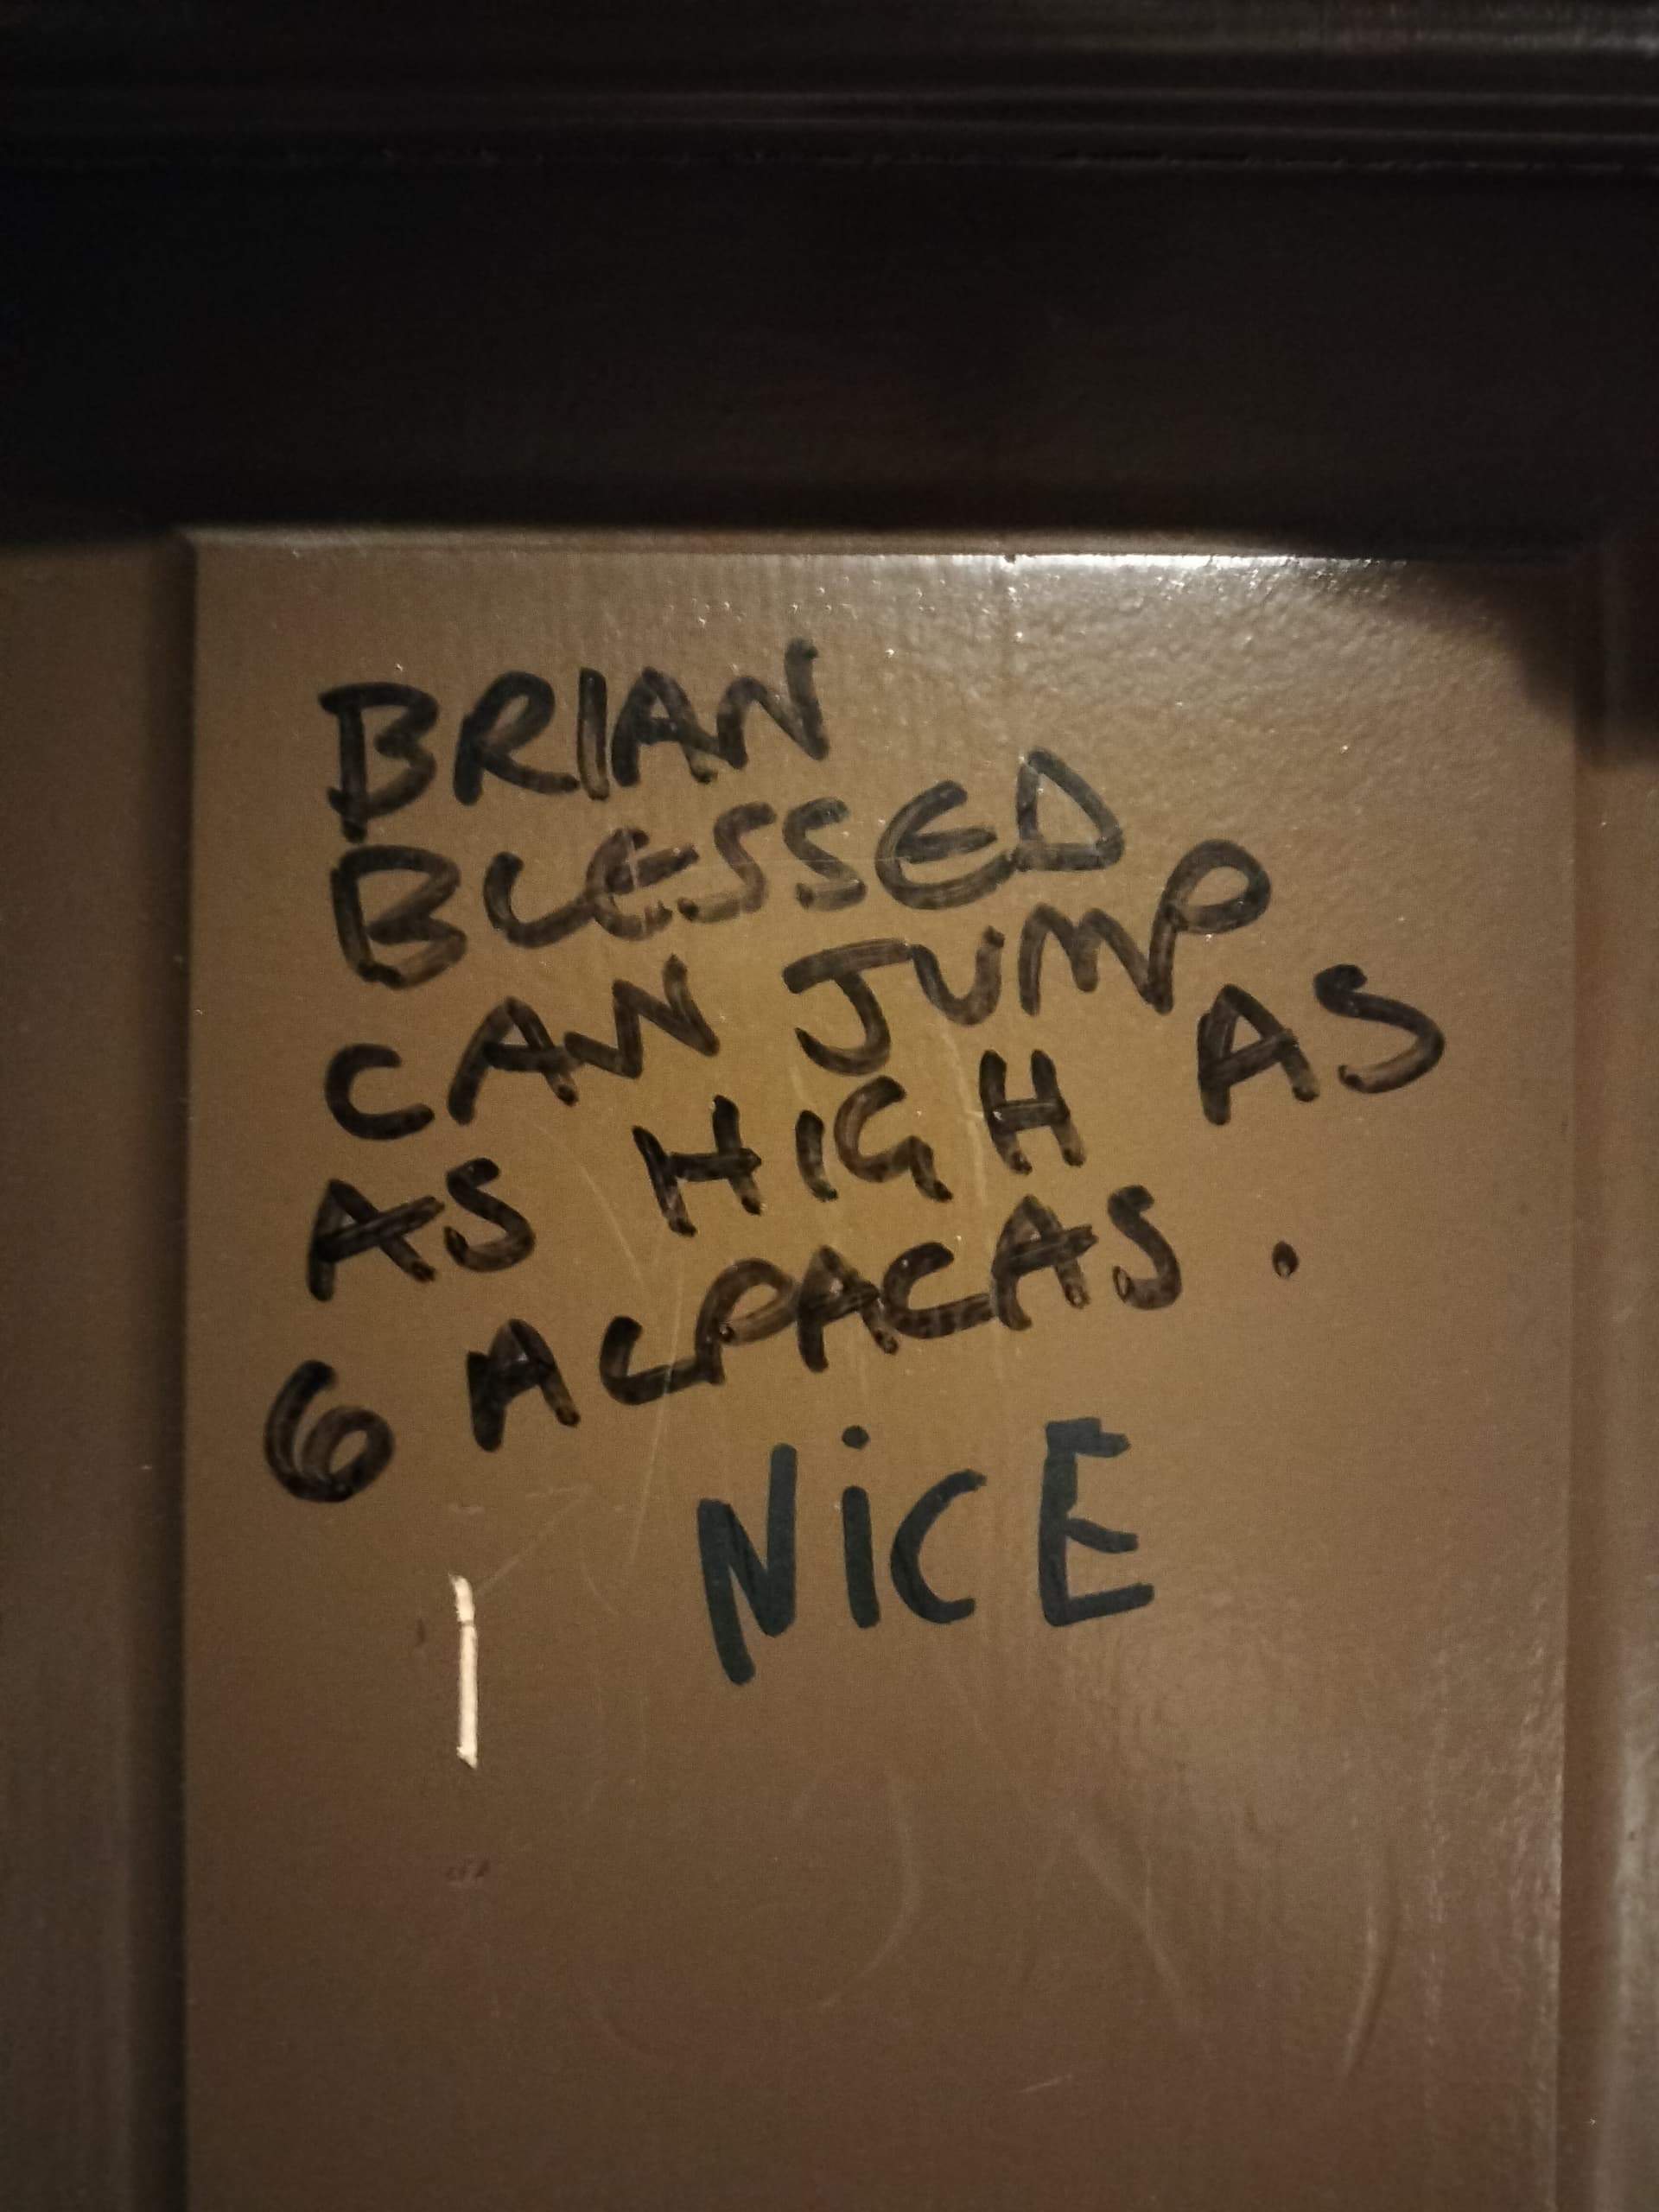 BRIAN
BLESSED
CAN JUMP
AS HIGH AS
6 ALPACAS.
NiCE